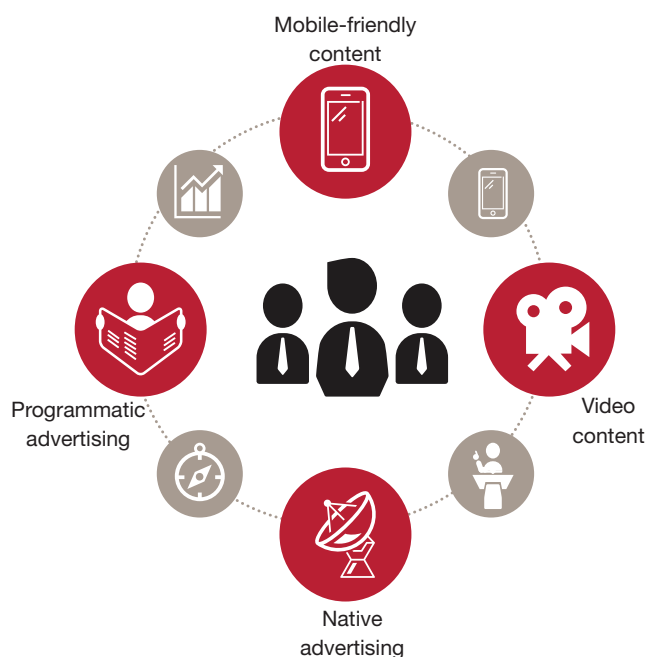 Mobile-friendly
content
Programmatic
advertising
Video
content
Native
advertising